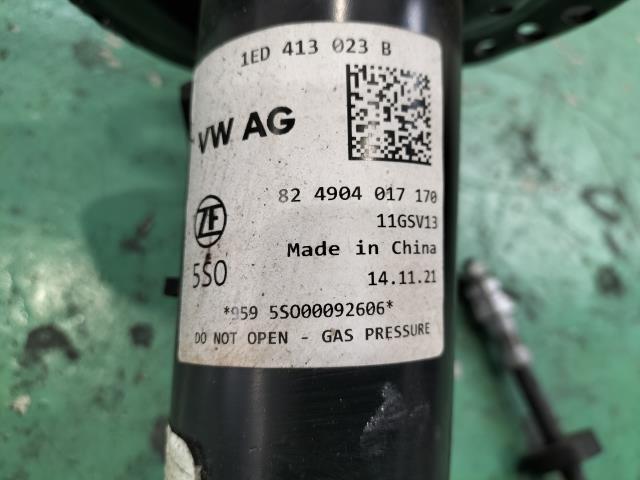 1ED 413 023 B
VW AG
82 4904 017 170
11GSV13
ZF
Made in China
5S0
14.11.21
*959 5S000092606*
DO NOT OPEN - GAS PRESSURE